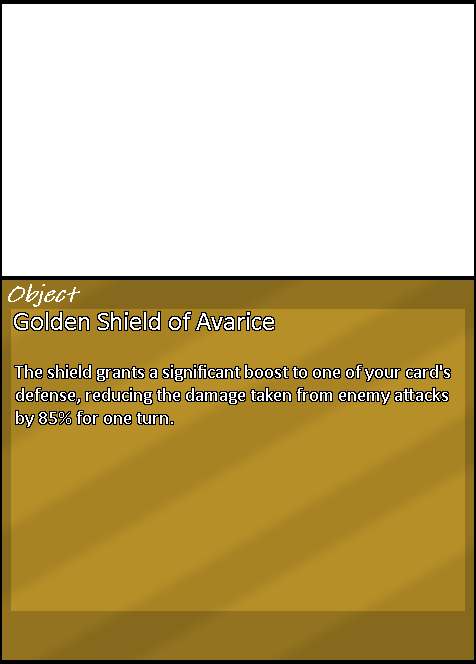 Object
Golden Shield of Avarice
The shield grants a significant boost to one of your card's
defense, reducing the damage taken from enemy attacks
by 85% for one turn.